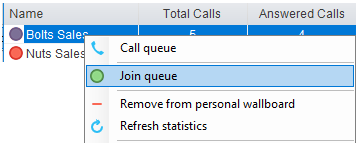 Name Total Calls Answered Calls
Bolts Sales 5 4
Call queue
Nuts Sales
Join queue
Remove from personal wallboard
Refresh statistics